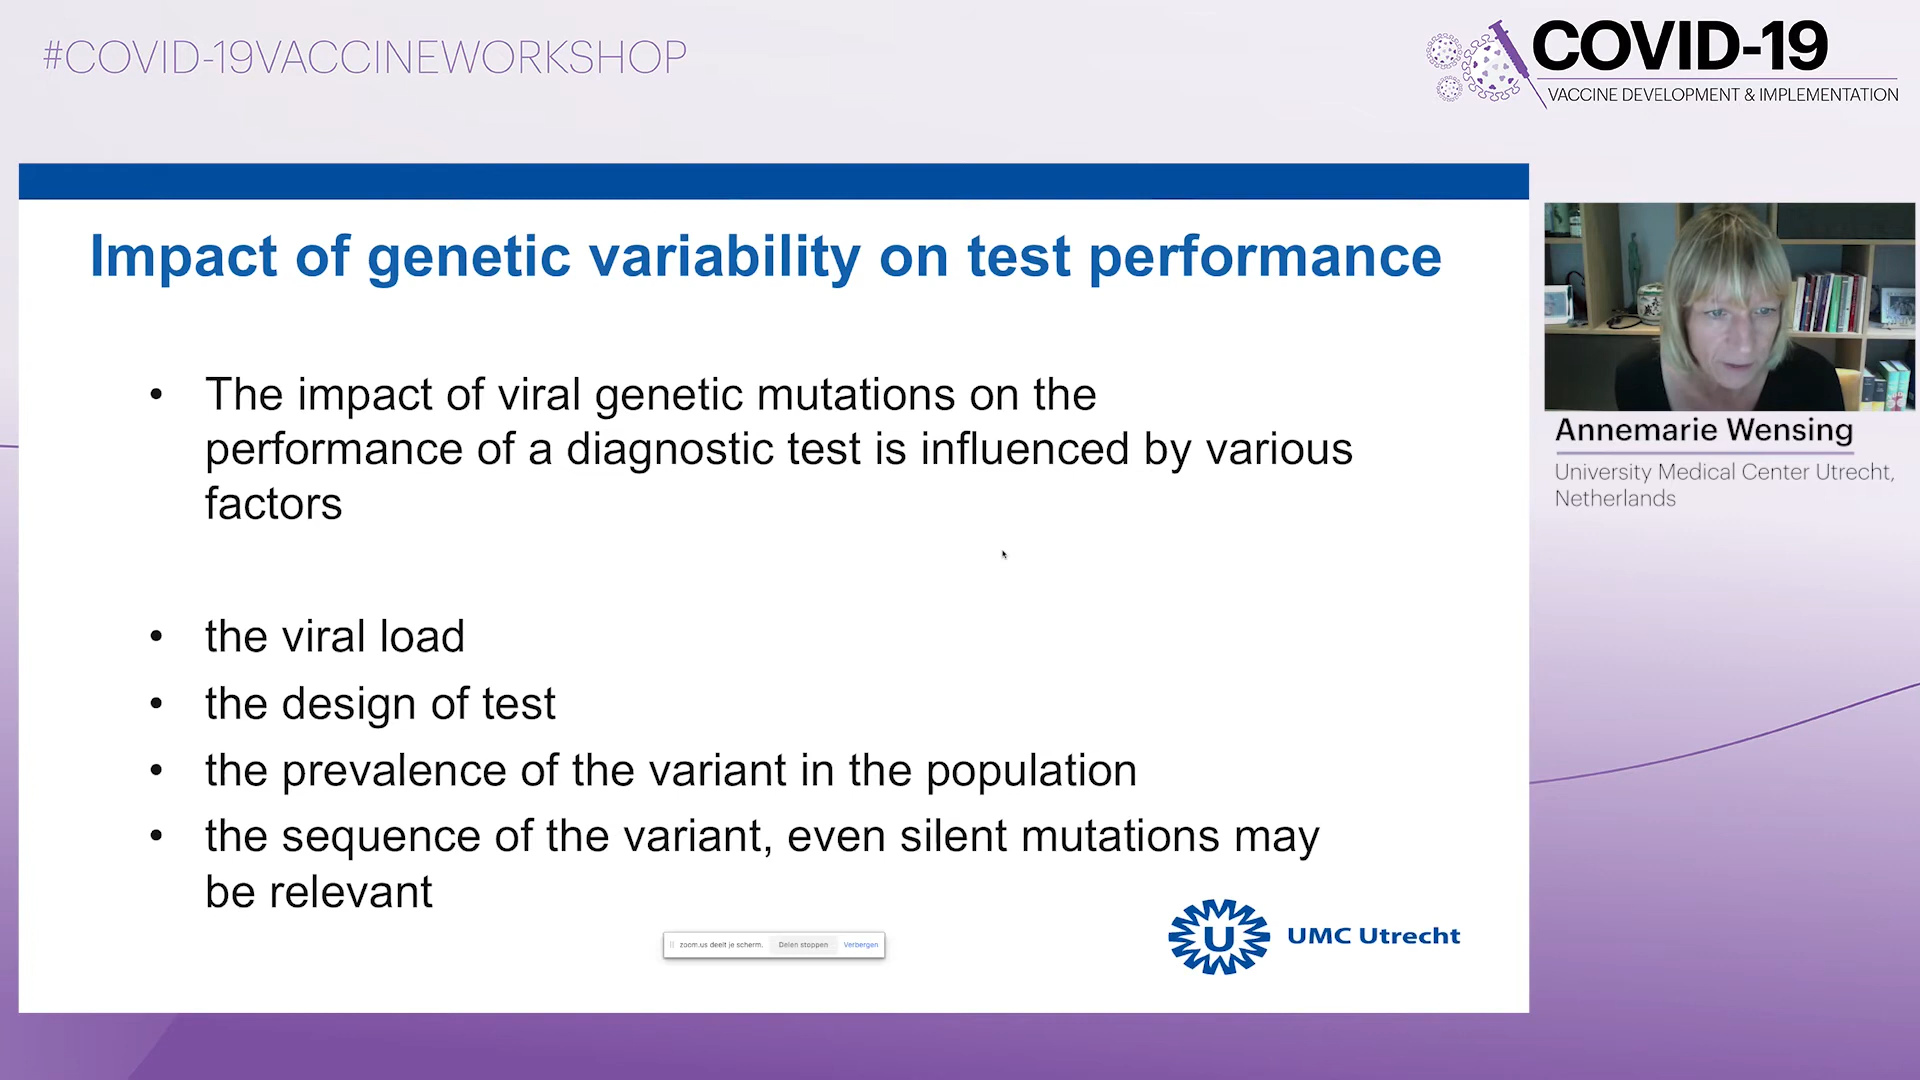 #COVID-19VACCINEWORKSHOP
COVID-19
VACCINE DEVELOPMENT & IMPLEMENTATION
Impact of genetic variability on test performance
• The impact of viral genetic mutations on the
performance of a diagnostic test is influenced by various
factors
• the viral load
• the design of test
• the prevalence of the variant in the population
• the sequence of the variant, even silent mutations may
be relevant
zoom.us deelt je scherm. Delen stoppen Verbergen
U UMC Utrecht
Annemarie Wensing
University Medical Center Utrecht,
Netherlands